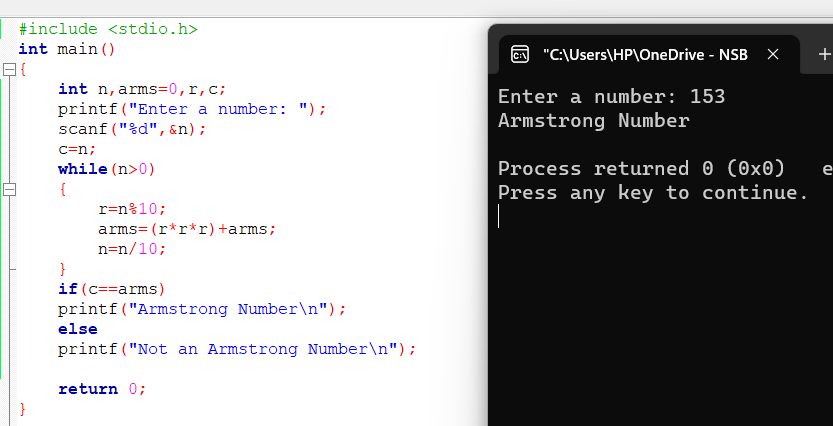 #include <stdio.h>
int main()
{
    int n,arms=0,r,c;
    printf("Enter a number: ");
    scanf("%d",&n);
    c=n;
    while(n>0)
    {
        r=n%10;
        arms=(r*r*r)+arms;
        n=n/10;
    }
    if(c==arms)
    printf("Armstrong Number\n");
    else
    printf("Not an Armstrong Number\n");
    return 0;
}
"C:\Users\HP\OneDrive - NSB
Enter a number: 153
Armstrong Number
Process returned 0 (0x0) e
Press any key to continue.